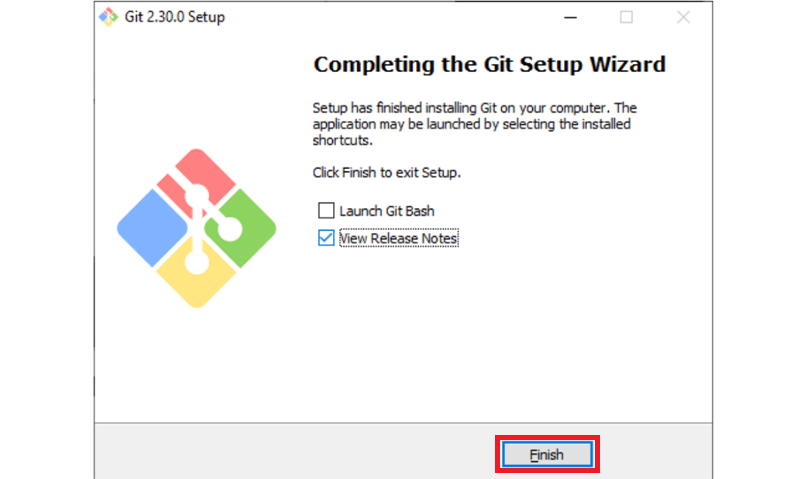 Git 2.30.0 Setup
Completing the Git Setup Wizard
Setup has finished installing Git on your computer. The
application may be launched by selecting the installed
shortcuts.
Click Finish to exit Setup.
Launch Git Bash
View Release Notes
Finish